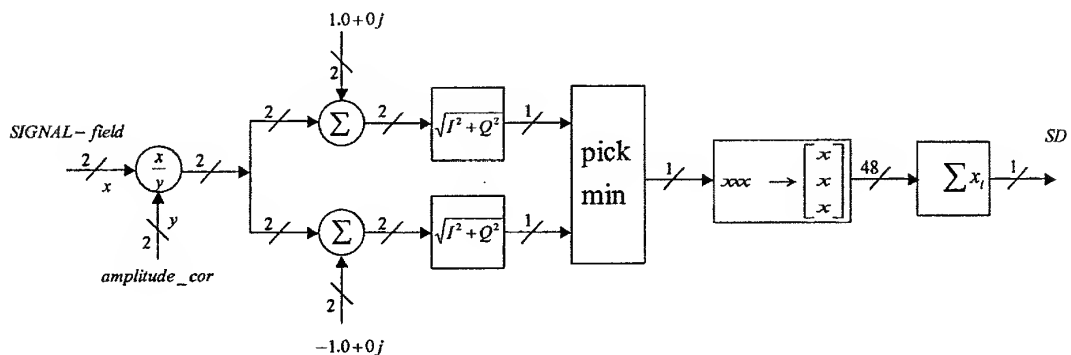 1.0+0j
2
SIGNAL-field
2
x
x
y
2
y
2
amplitude_cor
2
Σ
2
√I²+Q²
1
2
Σ
2
√I²+Q²
1
2
-1.0+0j
pick
min
1
xxx → [x
x
x]
48
Σ xᵢ
1
SD